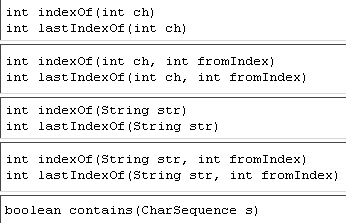 int indexOf(int ch)
int lastIndexOf(int ch)
int indexOf(int ch, int fromIndex)
int lastIndexOf(int ch, int fromIndex)
int indexOf(String str)
int lastIndexOf(String str)
int indexOf(String str, int fromIndex)
int lastIndexOf(String str, int fromIndex)
boolean contains(CharSequence s)